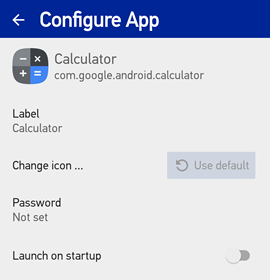 Configure App
Calculator
com.google.android.calculator
Label
Calculator
Change icon ... Use default
Password
Not set
Launch on startup